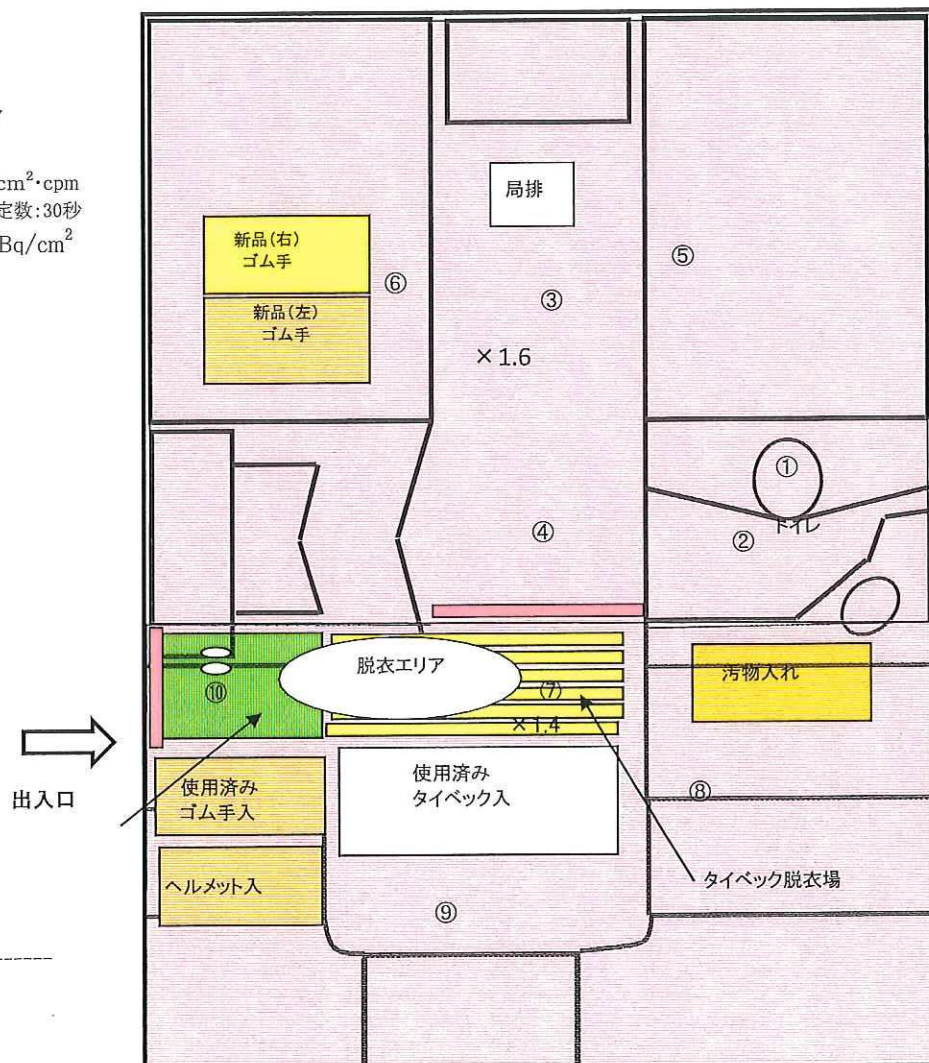 cm²・cpm
定数:30秒
Bq/cm²
局排
新品(右)
ゴム手
新品(左)
ゴム手
⑥
③
⑤
×1.6
①
トイレ
②
④
脱衣エリア
⑩
⑦
×1.4
汚物入れ
出入口
使用済み
ゴム手入
使用済み
タイベック入
⑧
ヘルメット入
タイベック脱衣場
⑨